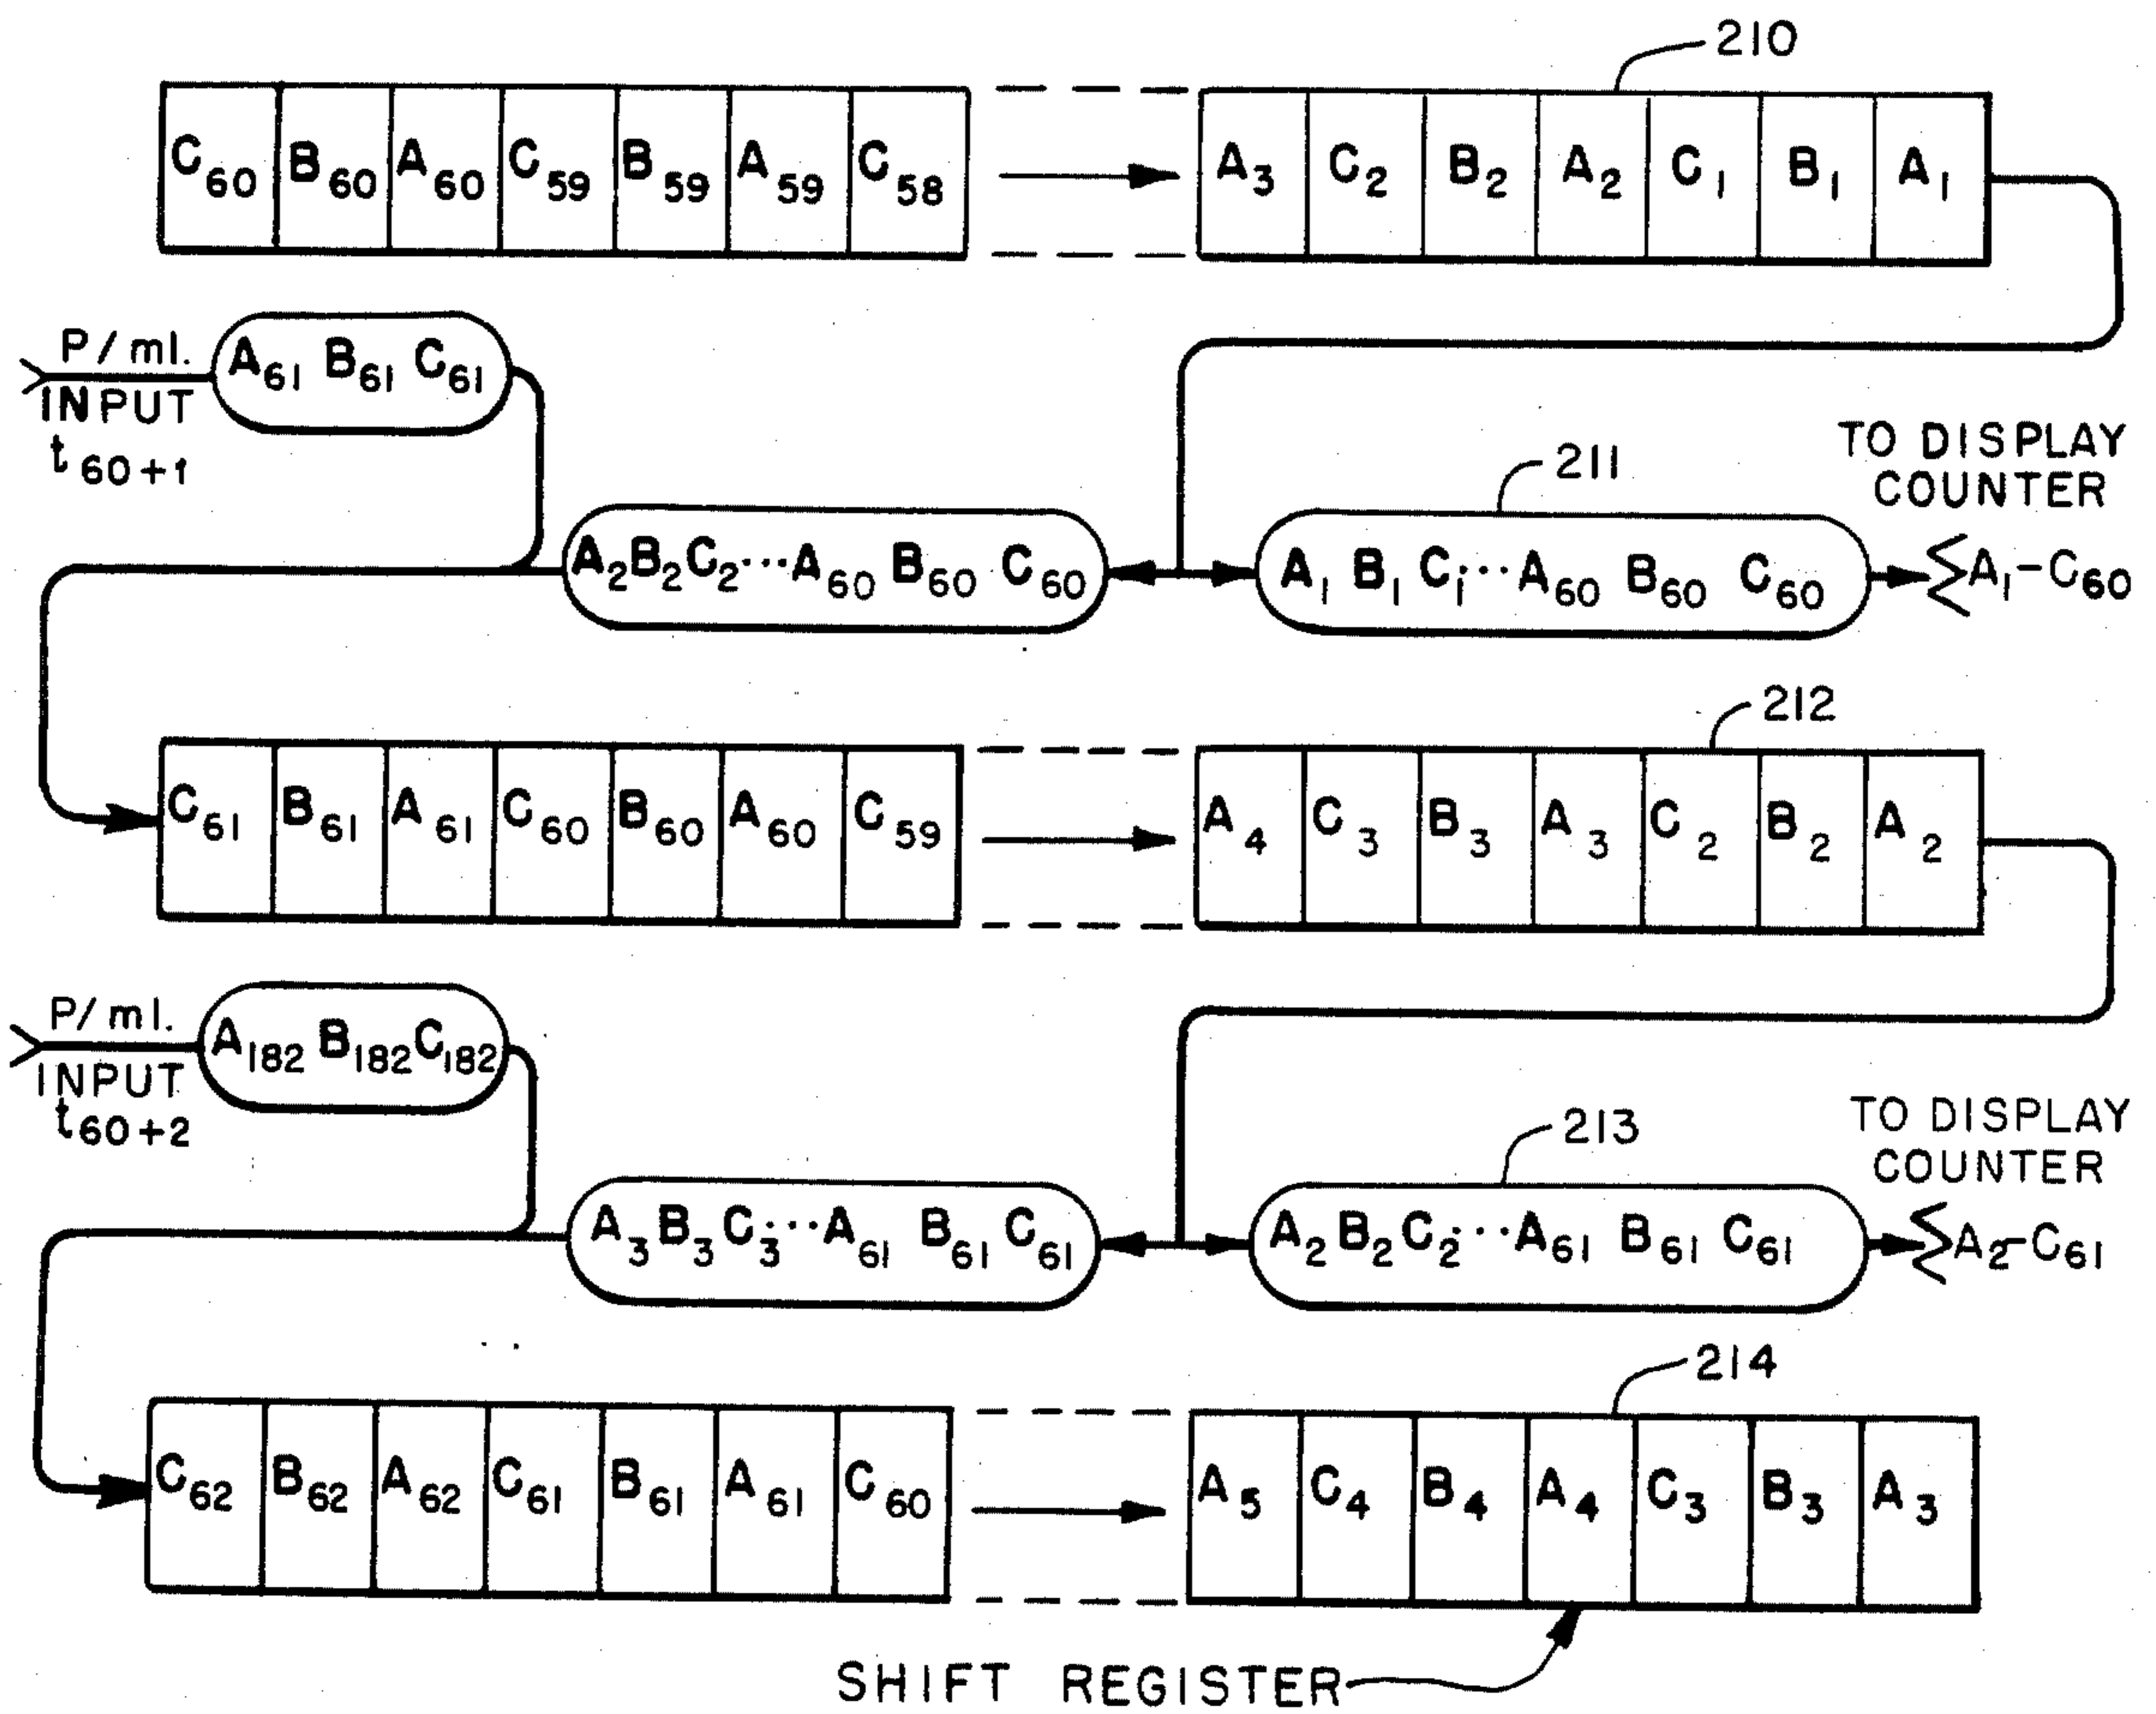 210
C60 B60 A60 C59 B59 A59 C58 A3 C2 B2 A2 C1 B1 A1
P/ml.
INPUT
t60+1
A61 B61 C61
TO DISPLAY
COUNTER
211
A2B2C2···A60 B60 C60
A1 B1 C1···A60 B60 C60
ΣA1-C60
212
C61 B61 A61 C60 B60 A60 C59 A4 C3 B3 A3 C2 B2 A2
P/ml.
INPUT
t60+2
A182 B182 C182
TO DISPLAY
COUNTER
213
A3B3C3···A61 B61 C61
A2B2C2···A61 B61 C61
ΣA2-C61
214
C62 B62 A62 C61 B61 A61 C60 A5 C4 B4 A4 C3 B3 A3
SHIFT REGISTER